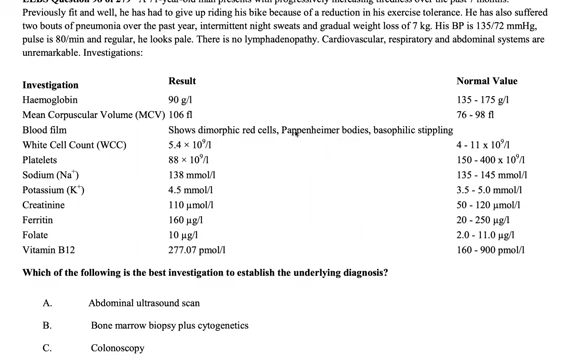 Previously fit and well, he has had to give up riding his bike because of a reduction in his exercise tolerance. He has also suffered
two bouts of pneumonia over the past year, intermittent night sweats and gradual weight loss of 7 kg. His BP is 135/72 mmHg,
pulse is 80/min and regular, he looks pale. There is no lymphadenopathy. Cardiovascular, respiratory and abdominal systems are
unremarkable. Investigations:
Investigation Result Normal Value
Haemoglobin 90 g/l 135 - 175 g/l
Mean Corpuscular Volume (MCV) 106 fl 76 - 98 fl
Blood film Shows dimorphic red cells, Pappenheimer bodies, basophilic stippling
White Cell Count (WCC) 5.4 × 10⁹/l 4 - 11 x 10⁹/l
Platelets 88 × 10⁹/l 150 - 400 x 10⁹/l
Sodium (Na⁺) 138 mmol/l 135 - 145 mmol/l
Potassium (K⁺) 4.5 mmol/l 3.5 - 5.0 mmol/l
Creatinine 110 µmol/l 50 - 120 µmol/l
Ferritin 160 µg/l 20 - 250 µg/l
Folate 10 µg/l 2.0 - 11.0 µg/l
Vitamin B12 277.07 pmol/l 160 - 900 pmol/l
Which of the following is the best investigation to establish the underlying diagnosis?
A. Abdominal ultrasound scan
B. Bone marrow biopsy plus cytogenetics
C. Colonoscopy